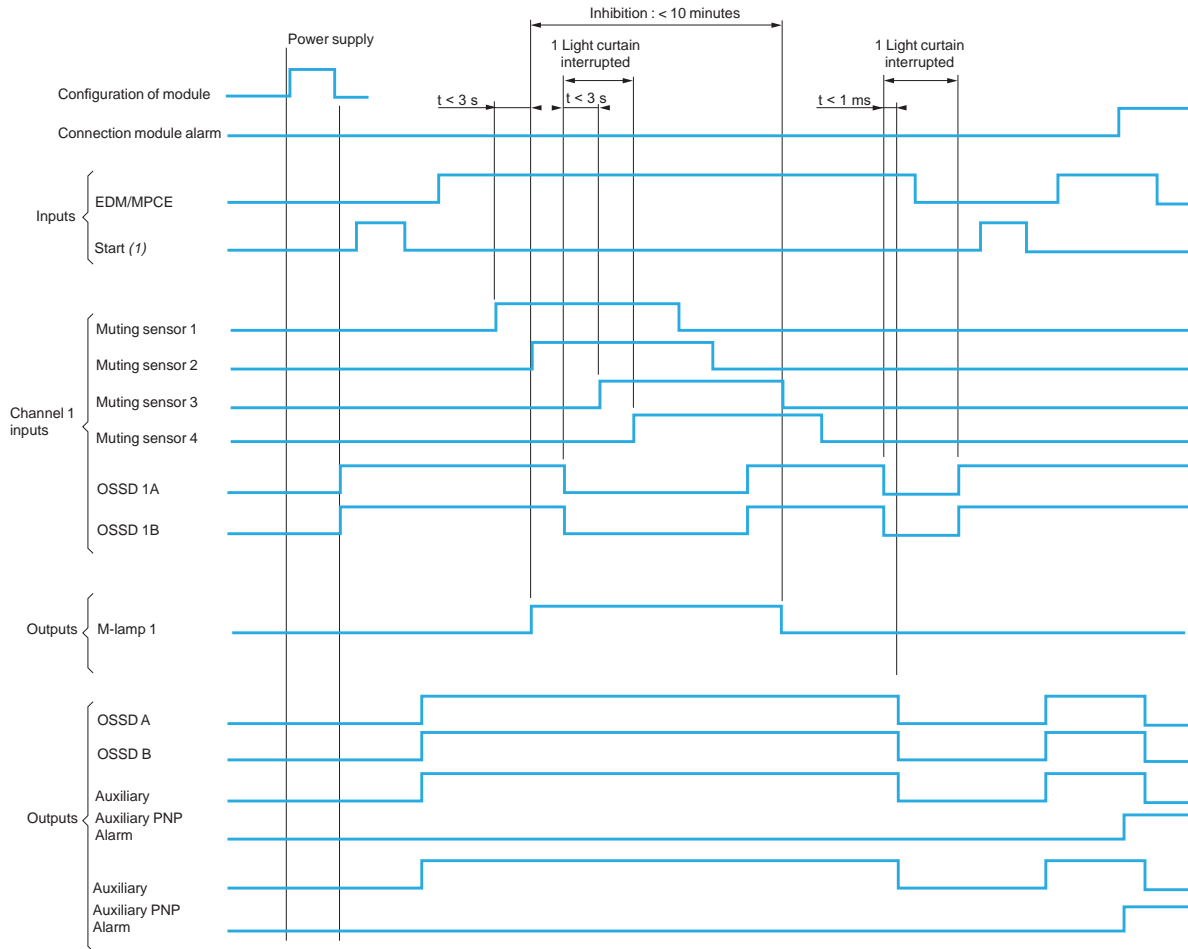 Inhibition : < 10 minutes
Power supply
1 Light curtain
interrupted
1 Light curtain
interrupted
Configuration of module
t < 3 s
t < 3 s
t < 1 ms
Connection module alarm
Inputs
EDM/MPCE
Start (1)
Channel 1
inputs
Muting sensor 1
Muting sensor 2
Muting sensor 3
Muting sensor 4
OSSD 1A
OSSD 1B
Outputs
M-lamp 1
Outputs
OSSD A
OSSD B
Auxiliary
Auxiliary PNP
Alarm
Auxiliary
Auxiliary PNP
Alarm